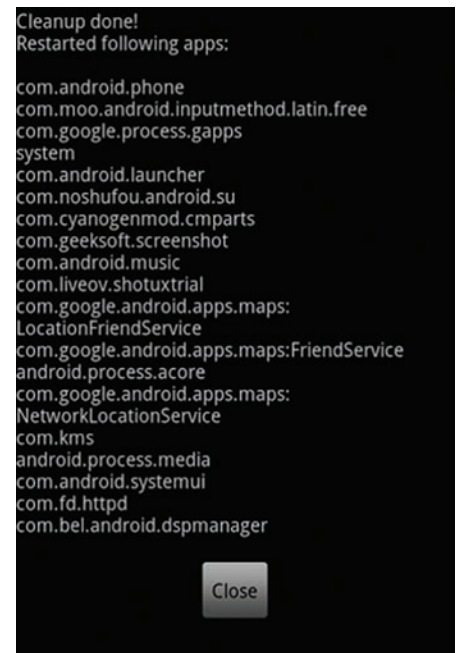 Cleanup done!
Restarted following apps:
com.android.phone
com.moo.android.inputmethod.latin.free
com.google.process.gapps
system
com.android.launcher
com.noshufou.android.su
com.cyanogenmod.cmparts
com.geeksoft.screenshot
com.android.music
com.liveov.shotuxtrial
com.google.android.apps.maps:
LocationFriendService
com.google.android.apps.maps:FriendService
android.process.acore
com.google.android.apps.maps:
NetworkLocationService
com.kms
android.process.media
com.android.systemui
com.fd.httpd
com.bel.android.dspmanager
Close